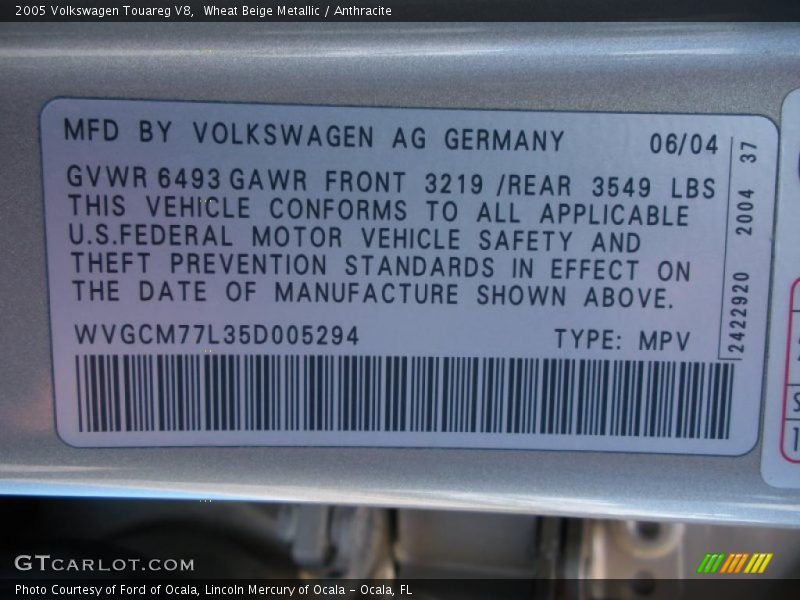 2005 Volkswagen Touareg V8,  Wheat Beige Metallic / Anthracite
MFD BY VOLKSWAGEN AG GERMANY 06/04
GVWR 6493 GAWR FRONT 3219 /REAR 3549 LBS
THIS VEHICLE CONFORMS TO ALL APPLICABLE
U.S.FEDERAL MOTOR VEHICLE SAFETY AND
THEFT PREVENTION STANDARDS IN EFFECT ON
THE DATE OF MANUFACTURE SHOWN ABOVE.
WVGCM77L35D005294 TYPE: MPV
2422920 2004 37
S
1
GTCARLOT.COM
Photo Courtesy of Ford of Ocala, Lincoln Mercury of Ocala - Ocala, FL